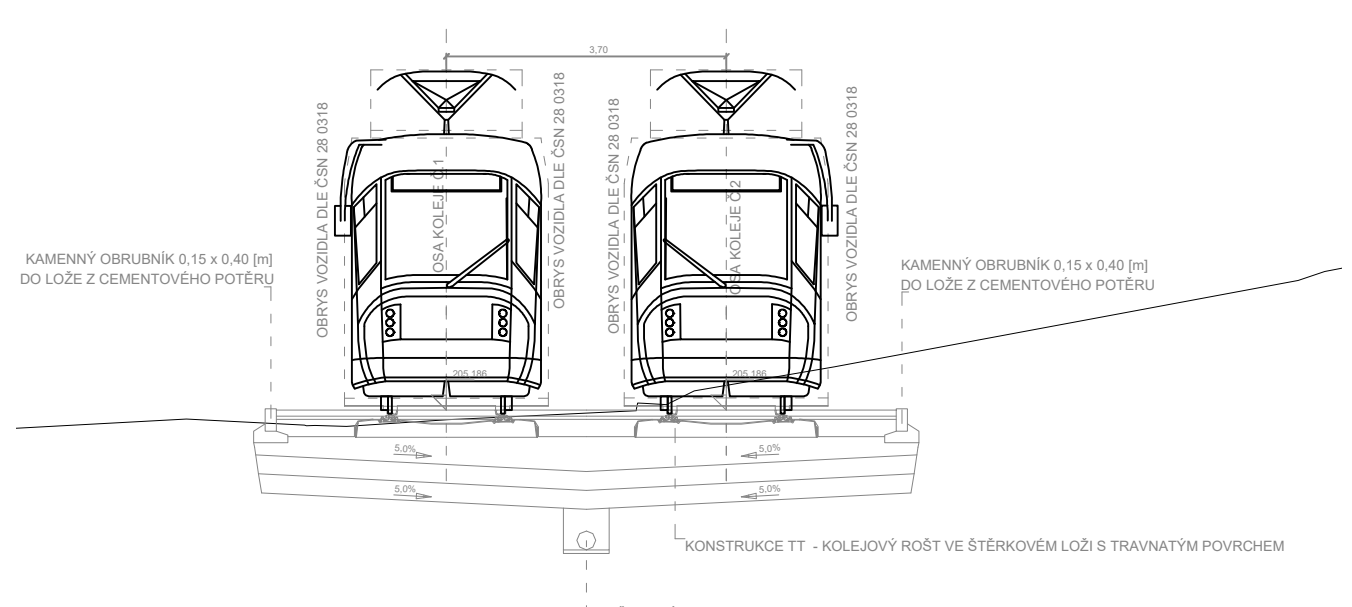 3,70
OBRYS VOZIDLA DLE ČSN 28 0318
OSA KOLEJE Č.1
OBRYS VOZIDLA DLE ČSN 28 0318
OBRYS VOZIDLA DLE ČSN 28 0318
OSA KOLEJE Č.2
OBRYS VOZIDLA DLE ČSN 28 0318
KAMENNÝ OBRUBNÍK 0,15 x 0,40 [m]
DO LOŽE Z CEMENTOVÉHO POTĚRU
KAMENNÝ OBRUBNÍK 0,15 x 0,40 [m]
DO LOŽE Z CEMENTOVÉHO POTĚRU
205,186
205,186
5,0%
5,0%
5,0%
5,0%
KONSTRUKCE TT - KOLEJOVÝ ROŠT VE ŠTĚRKOVÉM LOŽI S TRAVNATÝM POVRCHEM